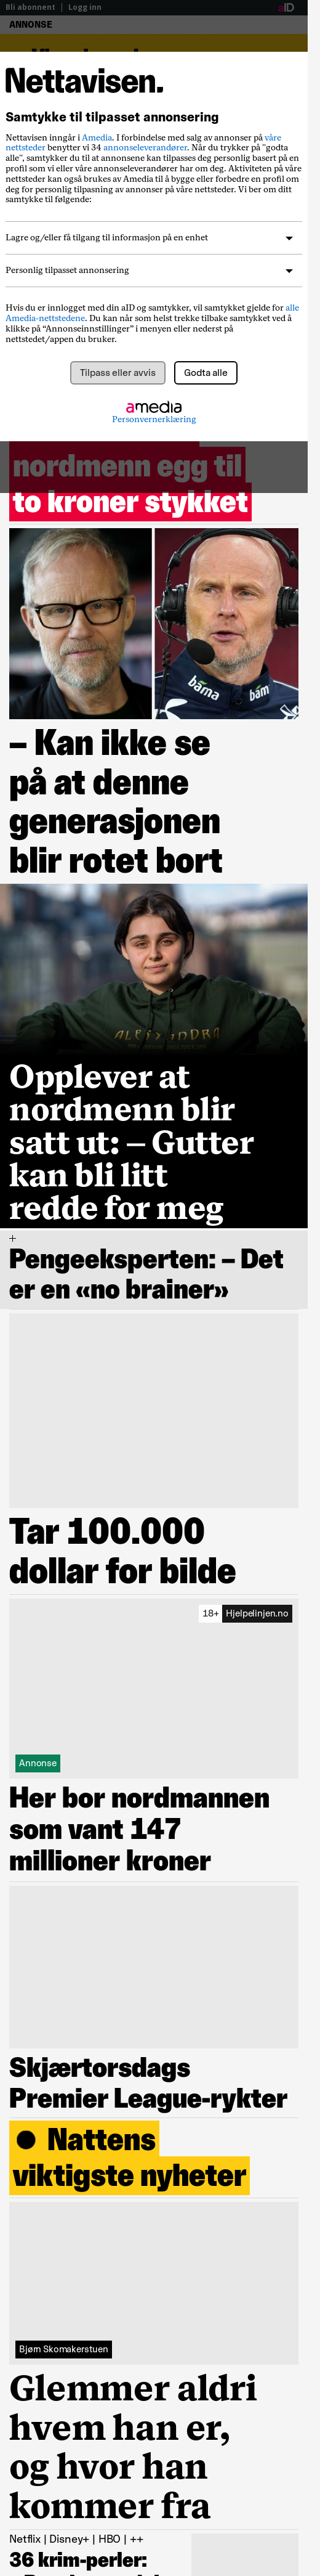 Bli abonnent | Logg inn
aID
ANNONSE
Nettavisen.
Samtykke til tilpasset annonsering
Nettavisen inngår i Amedia. I forbindelse med salg av annonser på våre
nettsteder benytter vi 34 annonseleverandører. Når du trykker på "godta
alle", samtykker du til at annonsene kan tilpasses deg personlig basert på en
profil som vi eller våre annonseleverandører har om deg. Aktiviteten på våre
nettsteder kan også brukes av Amedia til å bygge eller forbedre en profil om
deg for personlig tilpasning av annonser på våre nettsteder. Vi ber om ditt
samtykke til følgende:
Lagre og/eller få tilgang til informasjon på en enhet
Personlig tilpasset annonsering
Hvis du er innlogget med din aID og samtykker, vil samtykket gjelde for alle
Amedia-nettstedene. Du kan når som helst trekke tilbake samtykket ved å
klikke på “Annonseinnstillinger” i menyen eller nederst på
nettstedet/appen du bruker.
Tilpass eller avvis
Godta alle
amedia
Personvernerklæring
nordmenn egg til
to kroner stykket
bama
bama
– Kan ikke se
på at denne
generasjonen
blir rotet bort
Opplever at
nordmenn blir
satt ut: – Gutter
kan bli litt
redde for meg
+
Pengeeksperten: – Det
er en «no brainer»
Tar 100.000
dollar for bilde
18+ Hjelpelinjen.no
Annonse
Her bor nordmannen
som vant 147
millioner kroner
Skjærtorsdags
Premier League-rykter
● Nattens
viktigste nyheter
Bjørn Skomakerstuen
Glemmer aldri
hvem han er,
og hvor han
kommer fra
Netflix | Disney+ | HBO | ++
36 krim-perler: